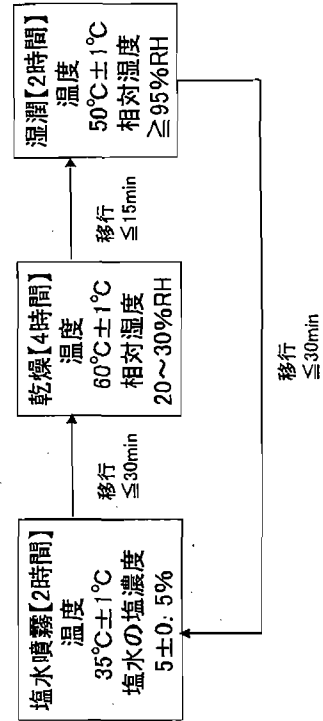 塩水噴霧【2時間】
温度
35℃±1℃
塩水の塩濃度
5±0.5%
移行
≦30min
乾燥【4時間】
温度
60℃±1℃
相対湿度
20～30%RH
移行
≦15min
湿潤【2時間】
温度
50℃±1℃
相対湿度
≧95%RH
移行
≦30min